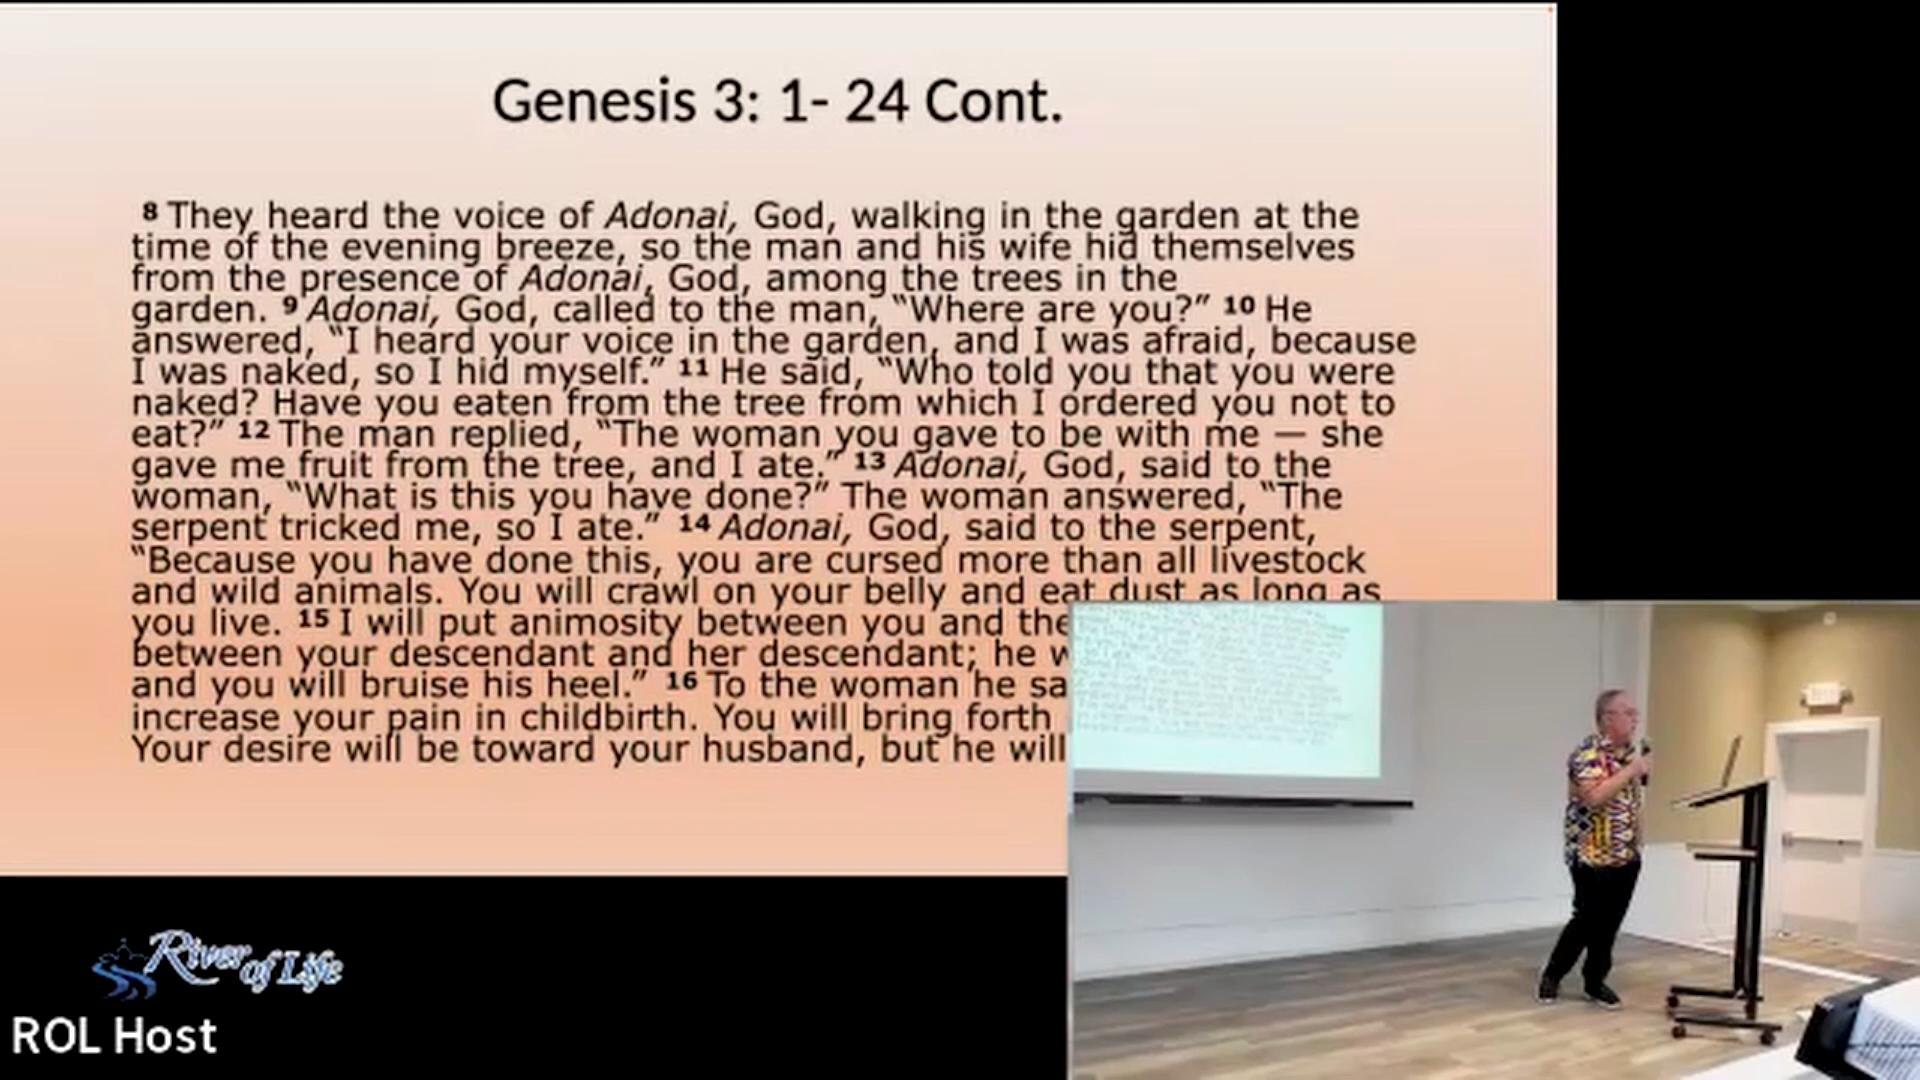 Genesis 3: 1- 24 Cont.
8 They heard the voice of Adonai, God, walking in the garden at the
time of the evening breeze, so the man and his wife hid themselves
from the presence of Adonai, God, among the trees in the
garden. 9 Adonai, God, called to the man, “Where are you?” 10 He
answered, “I heard your voice in the garden, and I was afraid, because
I was naked, so I hid myself.” 11 He said, “Who told you that you were
naked? Have you eaten from the tree from which I ordered you not to
eat?” 12 The man replied, “The woman you gave to be with me — she
gave me fruit from the tree, and I ate.” 13 Adonai, God, said to the
woman, “What is this you have done?” The woman answered, “The
serpent tricked me, so I ate.” 14 Adonai, God, said to the serpent,
“Because you have done this, you are cursed more than all livestock
and wild animals. You will crawl on your belly and eat dust as long as
you live. 15 I will put animosity between you and the
between your descendant and her descendant; he
and you will bruise his heel.” 16 To the woman he sa
increase your pain in childbirth. You will bring forth
Your desire will be toward your husband, but he will
River of Life
ROL Host